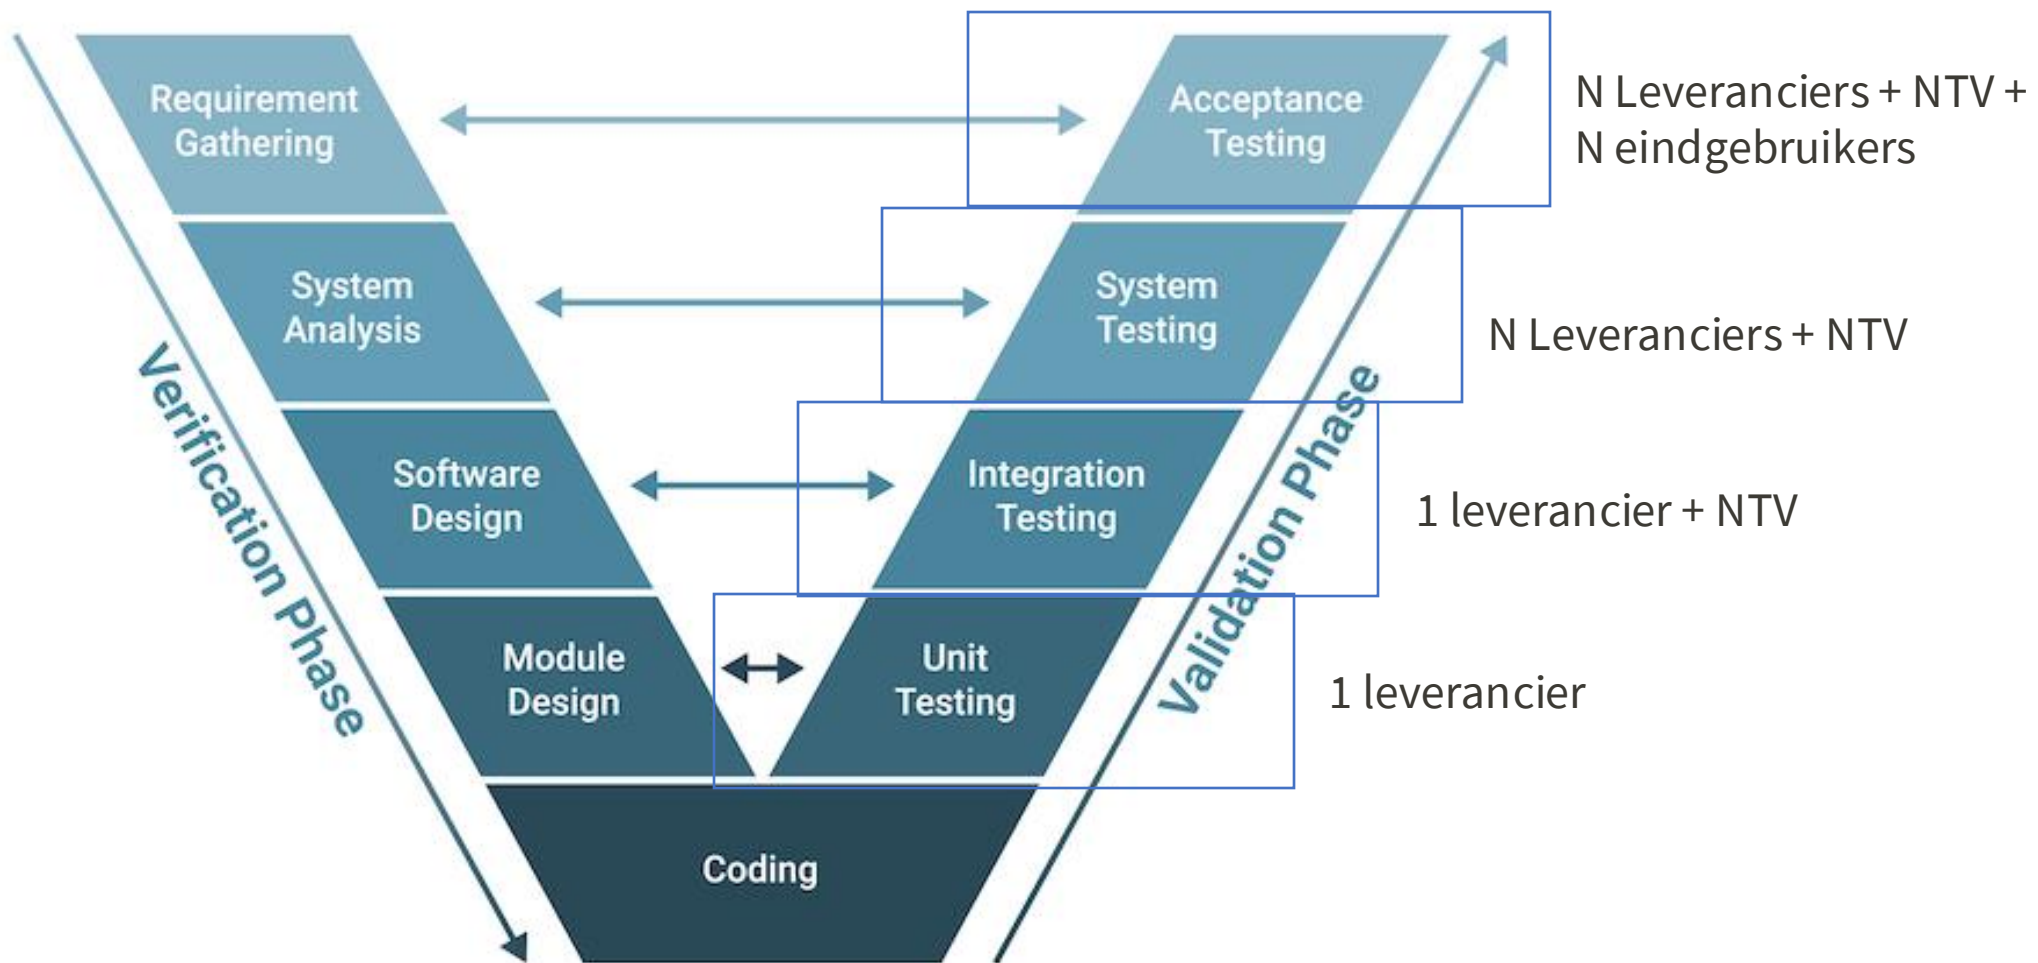 Requirement
Gathering
Acceptance
Testing
N Leveranciers + NTV +
N eindgebruikers
System
Analysis
System
Testing
N Leveranciers + NTV
Verification Phase
Software
Design
Integration
Testing
Validation Phase
1 leverancier + NTV
Module
Design
Unit
Testing
1 leverancier
Coding